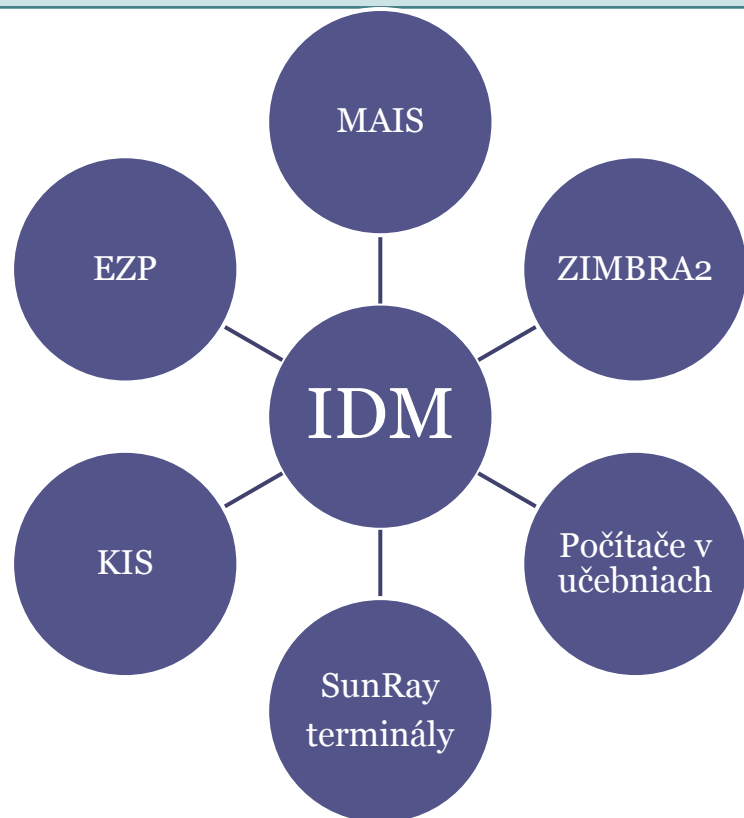 MAIS
EZP
ZIMBRA2
IDM
KIS
Počítače v
učebniach
SunRay
terminály